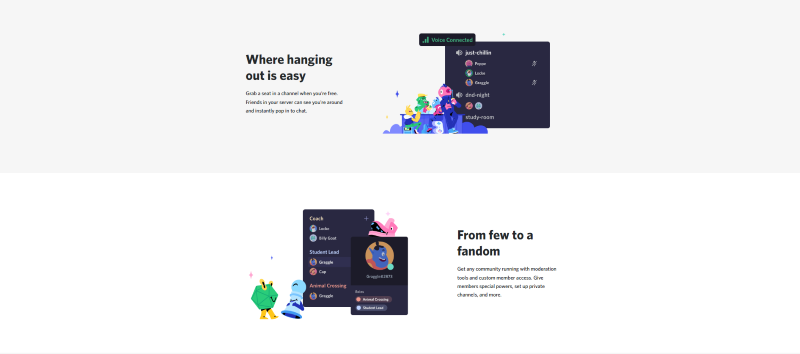 Where hanging
out is easy
Grab a seat in a channel when you're free.
Friends in your server can see you're around
and instantly pop in to chat.
Voice Connected
just-chillin
Locke
Graggle
dnd-night
study-room
Coach
Locke
Billy Goat
Student Lead
Graggle
Cap
Animal Crossing
Graggle
Roles
Animal Crossing
Student Lead
From few to a
fandom
Get any community running with moderation
tools and custom member access. Give
members special powers, set up private
channels, and more.